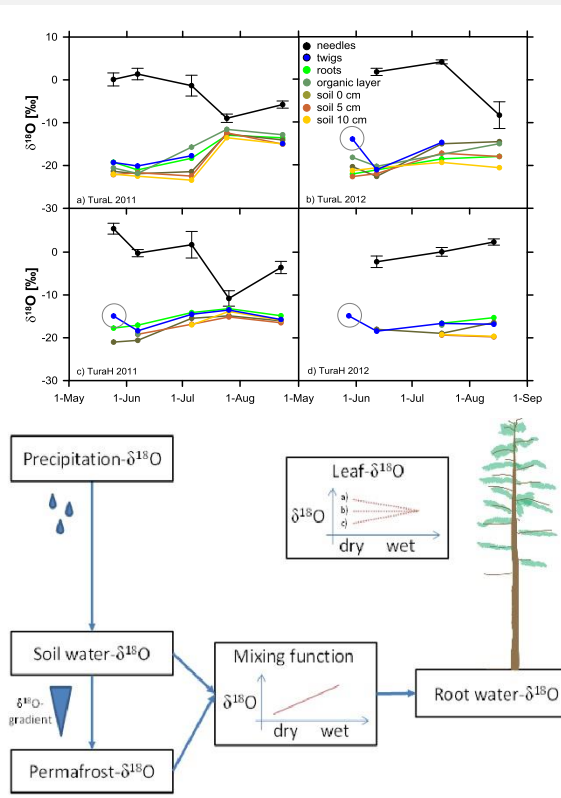 10
0
-10
-20
-30
δ¹⁸O [‰]
a) TuraL 2011
needles
twigs
roots
organic layer
soil 0 cm
soil 5 cm
soil 10 cm
b) TuraL 2012
0
-10
-20
-30
δ¹⁸O [‰]
c) TuraH 2011
d) TuraH 2012
1-May 1-Jun 1-Jul 1-Aug 1-May 1-Jun 1-Jul 1-Aug 1-Sep
Precipitation-δ¹⁸O
Leaf-δ¹⁸O
δ¹⁸O
a)
b)
c)
dry wet
Soil water-δ¹⁸O
δ¹⁸O-
gradient
Permafrost-δ¹⁸O
Mixing function
δ¹⁸O
dry wet
Root water-δ¹⁸O